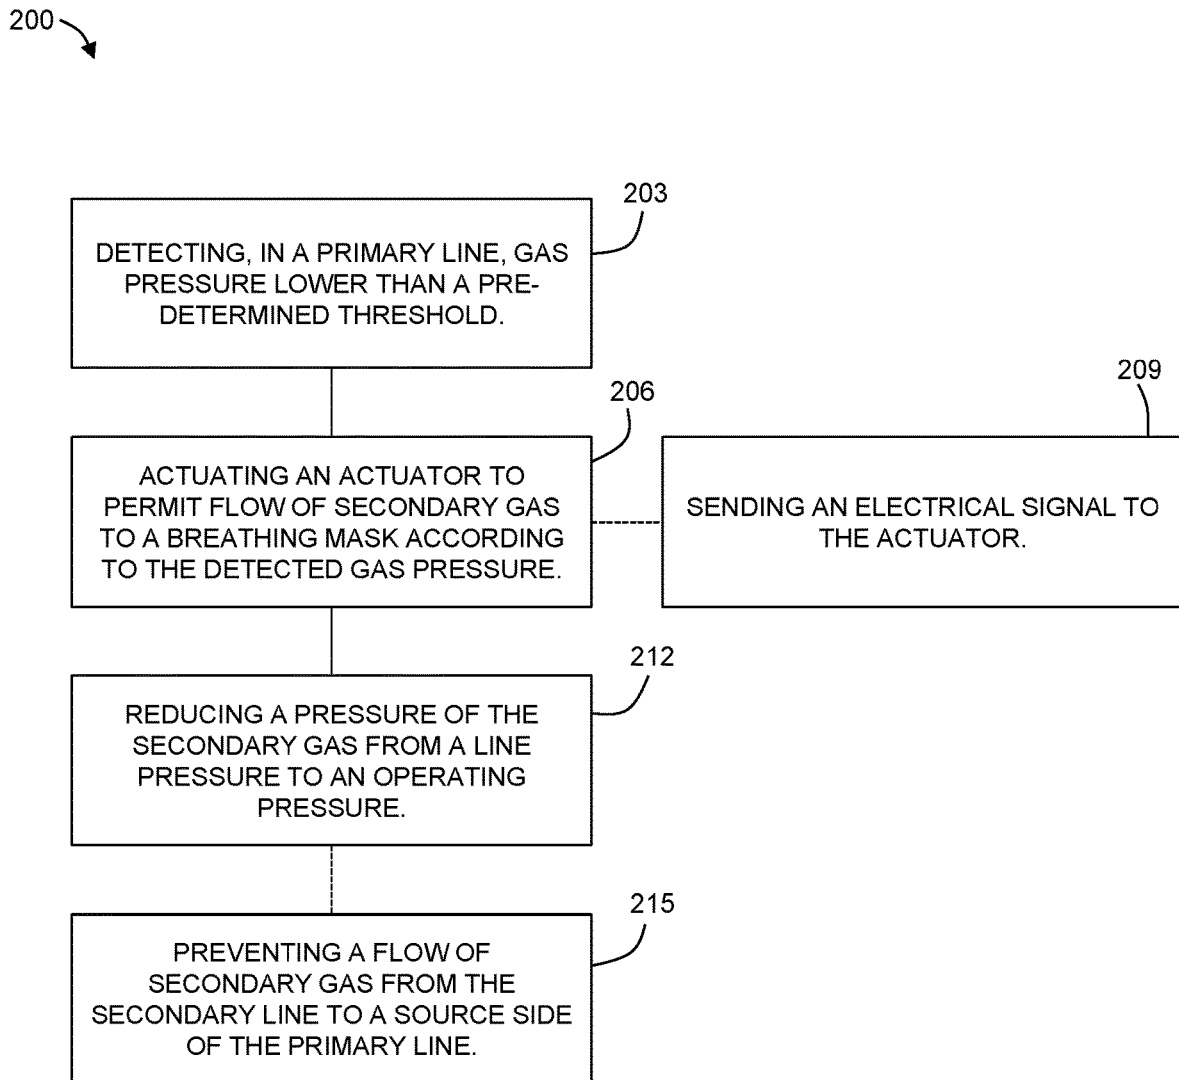 200
203
DETECTING, IN A PRIMARY LINE, GAS
PRESSURE LOWER THAN A PRE-
DETERMINED THRESHOLD.
206
209
ACTUATING AN ACTUATOR TO
PERMIT FLOW OF SECONDARY GAS
TO A BREATHING MASK ACCORDING
TO THE DETECTED GAS PRESSURE.
SENDING AN ELECTRICAL SIGNAL TO
THE ACTUATOR.
212
REDUCING A PRESSURE OF THE
SECONDARY GAS FROM A LINE
PRESSURE TO AN OPERATING
PRESSURE.
215
PREVENTING A FLOW OF
SECONDARY GAS FROM THE
SECONDARY LINE TO A SOURCE SIDE
OF THE PRIMARY LINE.